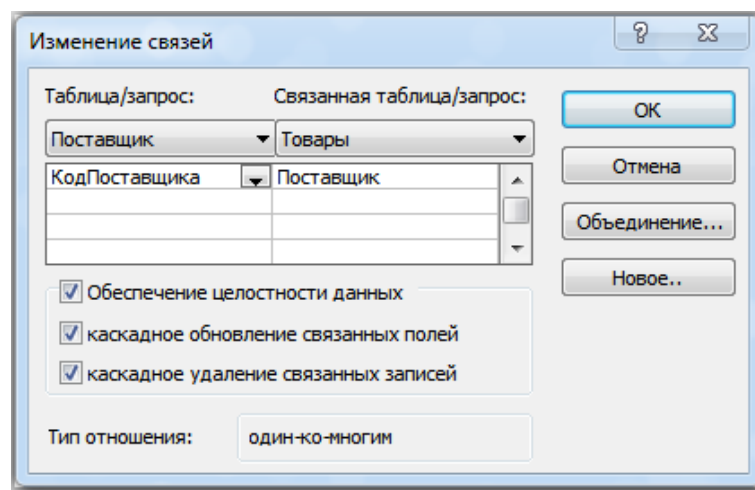 Изменение связей
Таблица/запрос: Связанная таблица/запрос:
Поставщик Товары
КодПоставщика Поставщик
Обеспечение целостности данных
каскадное обновление связанных полей
каскадное удаление связанных записей
Тип отношения: один-ко-многим
ОК
Отмена
Объединение...
Новое..